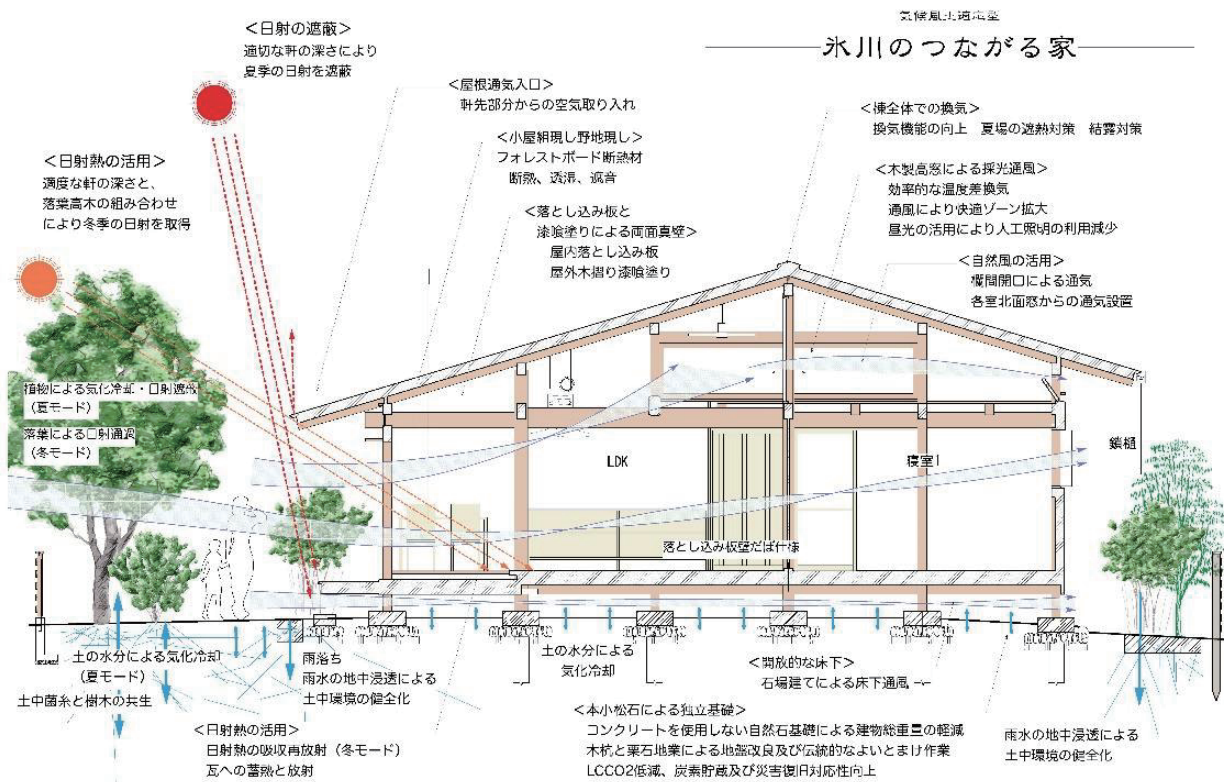 気候風土適応型
氷川のつながる家
＜日射の遮蔽＞
適切な軒の深さにより
夏季の日射を遮蔽
＜日射熱の活用＞
適度な軒の深さと、
落葉高木の組み合わせ
により冬季の日射を取得
＜屋根通気入口＞
軒先部分からの空気取り入れ
＜小屋組現し野地現し＞
フォレストボード断熱材
断熱、透湿、遮音
＜落とし込み板と
漆喰塗りによる両面真壁＞
屋内落とし込み板
屋外木摺り漆喰塗り
＜棟全体での換気＞
換気機能の向上　夏場の遮熱対策　結露対策
＜木製高窓による採光通風＞
効率的な温度差換気
通風により快適ゾーン拡大
昼光の活用により人工照明の利用減少
＜自然風の活用＞
欄間開口による通気
各室北面窓からの通気設置
植物による気化冷却・日射遮蔽
（夏モード）
落葉による日射通過
（冬モード）
LDK
寝室1
鎖樋
落とし込み板壁だぼ仕様
土の水分による気化冷却
（夏モード）
土中菌糸と樹木の共生
雨落ち
雨水の地中浸透による
土中環境の健全化
土の水分による
気化冷却
＜開放的な床下＞
石場建てによる床下通風
＜日射熱の活用＞
日射熱の吸収再放射（冬モード）
瓦への蓄熱と放射
＜本小松石による独立基礎＞
コンクリートを使用しない自然石基礎による建物総重量の軽減
木杭と栗石地業による地盤改良及び伝統的なよいとまけ作業
LCCO2低減、炭素貯蔵及び災害復旧対応性向上
雨水の地中浸透による
土中環境の健全化